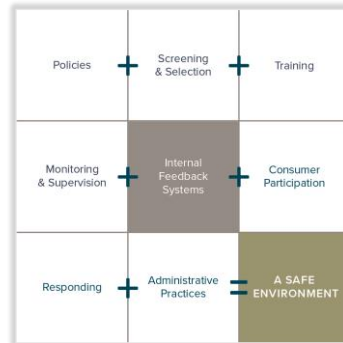 Policies
+
Screening
& Selection
+
Training
Monitoring
& Supervision
+
Internal
Feedback
Systems
+
Consumer
Participation
Responding
+
Administrative
Practices
=
A SAFE
ENVIRONMENT